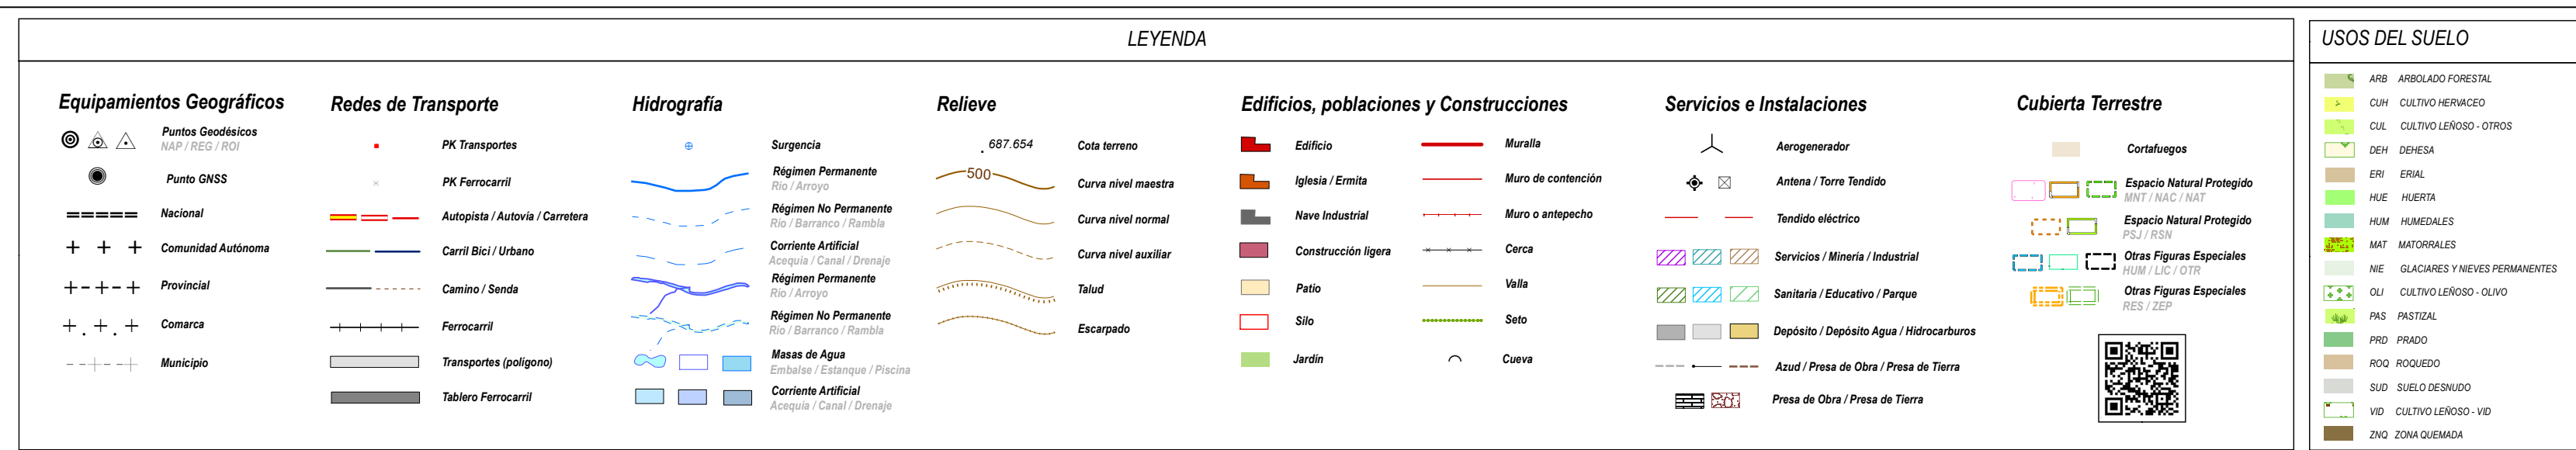 LEYENDA
Equipamientos Geográficos
Puntos Geodésicos
NAP / REG / ROI
Punto GNSS
Nacional
Comunidad Autónoma
Provincial
Comarca
Municipio
Redes de Transporte
PK Transportes
PK Ferrocarril
Autopista / Autovía / Carretera
Carril Bici / Urbano
Camino / Senda
Ferrocarril
Transportes (polígono)
Tablero Ferrocarril
Hidrografía
Surgencia
Régimen Permanente
Río / Arroyo
Régimen No Permanente
Río / Barranco / Rambla
Corriente Artificial
Acequia / Canal / Drenaje
Régimen Permanente
Río / Arroyo
Régimen No Permanente
Río / Barranco / Rambla
Masas de Agua
Embalse / Estanque / Piscina
Corriente Artificial
Acequia / Canal / Drenaje
Relieve
687.654
Cota terreno
500
Curva nivel maestra
Curva nivel normal
Curva nivel auxiliar
Talud
Escarpado
Edificios, poblaciones y Construcciones
Edificio
Iglesia / Ermita
Nave Industrial
Construcción ligera
Patio
Silo
Jardín
Muralla
Muro de contención
Muro o antepecho
Cerca
Valla
Seto
Cueva
Servicios e Instalaciones
Aerogenerador
Antena / Torre Tendido
Tendido eléctrico
Servicios / Minería / Industrial
Sanitaria / Educativo / Parque
Depósito / Depósito Agua / Hidrocarburos
Azud / Presa de Obra / Presa de Tierra
Presa de Obra / Presa de Tierra
Cubierta Terrestre
Cortafuegos
Espacio Natural Protegido
MNT / NAC / NAT
Espacio Natural Protegido
PSJ / RSN
Otras Figuras Especiales
HUM / LIC / OTR
Otras Figuras Especiales
RES / ZEP
USOS DEL SUELO
ARB ARBOLADO FORESTAL
CUH CULTIVO HERVACEO
CUL CULTIVO LEÑOSO - OTROS
DEH DEHESA
ERI ERIAL
HUE HUERTA
HUM HUMEDALES
MAT MATORRALES
NIE GLACIARES Y NIEVES PERMANENTES
OLI CULTIVO LEÑOSO - OLIVO
PAS PASTIZAL
PRD PRADO
ROQ ROQUEDO
SUD SUELO DESNUDO
VID CULTIVO LEÑOSO - VID
ZNQ ZONA QUEMADA